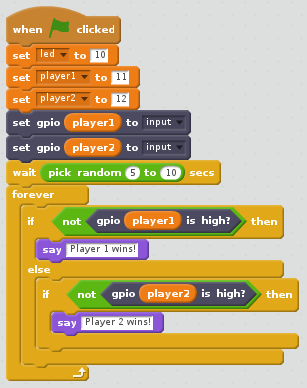 when clicked
set led to 10
set player1 to 11
set player2 to 12
set gpio player1 to input
set gpio player2 to input
wait pick random 5 to 10 secs
forever
if not gpio player1 is high? then
say Player 1 wins!
else
if not gpio player2 is high? then
say Player 2 wins!